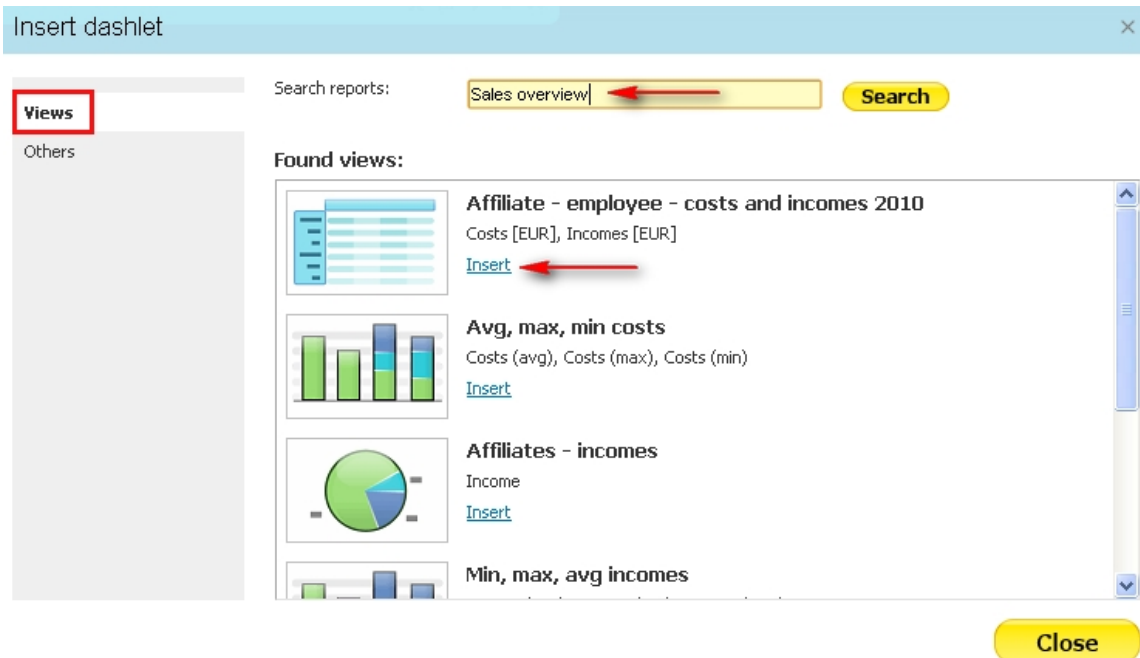 Insert dashlet
Views
Others
Search reports:
Sales overview
Search
Found views:
Affiliate - employee - costs and incomes 2010
Costs [EUR], Incomes [EUR]
Insert
Avg, max, min costs
Costs (avg), Costs (max), Costs (min)
Insert
Affiliates - incomes
Income
Insert
Min, max, avg incomes
Close